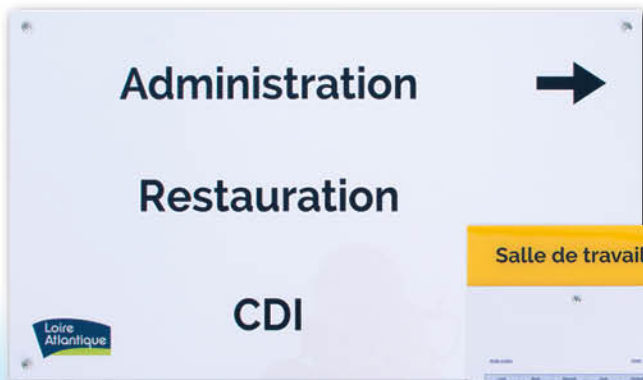 Administration
Restauration
CDI
Loire
Atlantique
Salle de travail